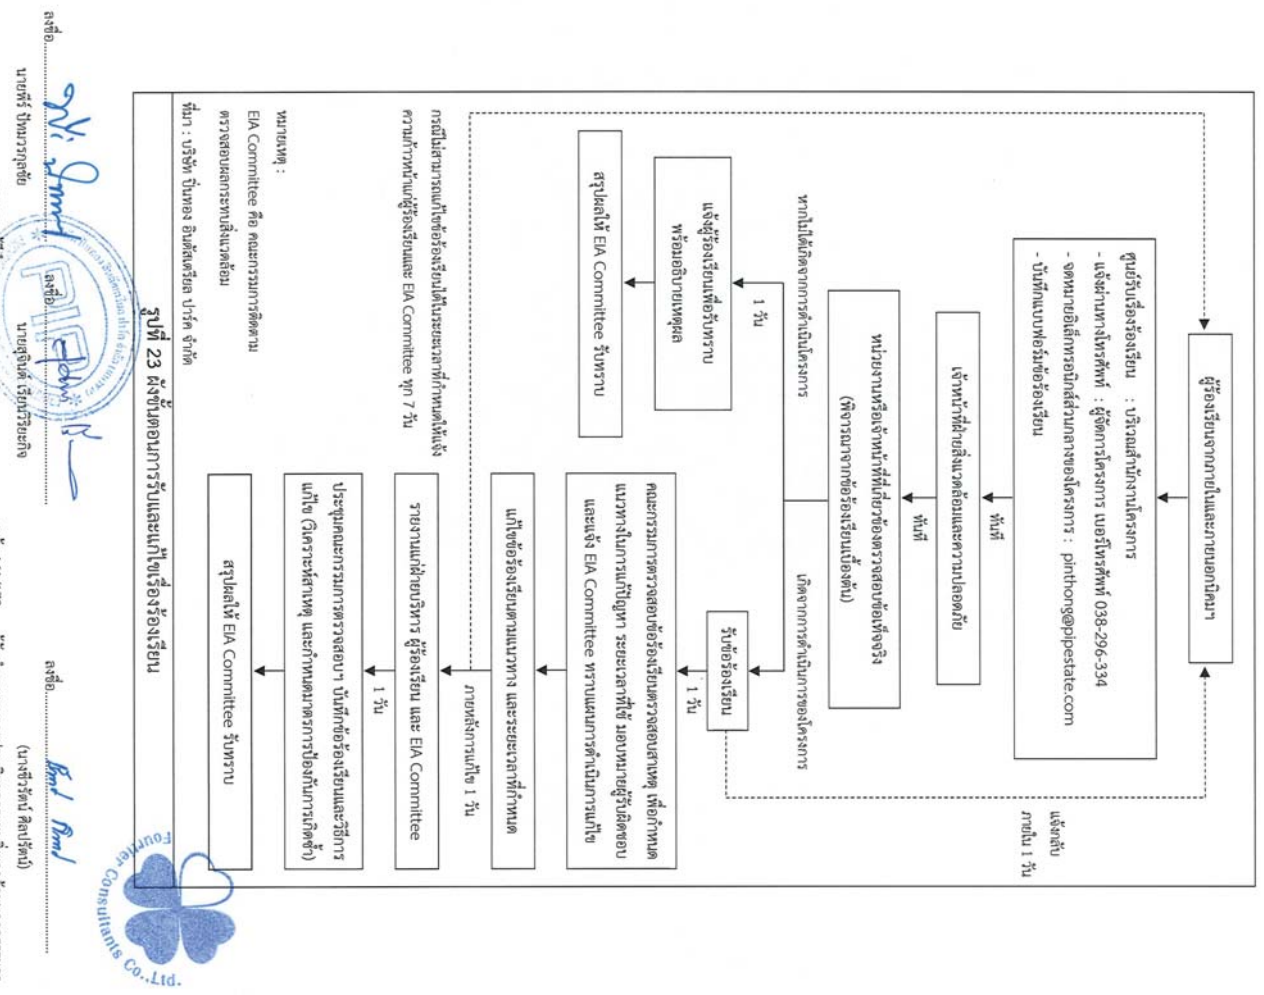 ผู้ร้องเรียนจากภายในและภายนอกนิคมฯ
ศูนย์รับเรื่องร้องเรียน : บริเวณสำนักงานโครงการ
- แจ้งผ่านทางโทรศัพท์ : ผู้จัดการโครงการ เบอร์โทรศัพท์ 038-296-334
- จดหมายอิเล็กทรอนิกส์ส่วนกลางของโครงการ : pinthong@pipestate.com
- บันทึกแบบฟอร์มข้อร้องเรียน
แจ้งกลับ
ภายใน 1 วัน
ทันที
เจ้าหน้าที่ฝ่ายสิ่งแวดล้อมและความปลอดภัย
ทันที
หน่วยงานหรือเจ้าหน้าที่ที่เกี่ยวข้องตรวจสอบข้อเท็จจริง
(พิจารณาจากข้อร้องเรียนเบื้องต้น)
หากไม่ได้เกิดจากการดำเนินโครงการ
เกิดจากการดำเนินการของโครงการ
1 วัน
รับข้อร้องเรียน
แจ้งผู้ร้องเรียนเพื่อรับทราบ
พร้อมอธิบายเหตุผล
1 วัน
สรุปผลให้ EIA Committee รับทราบ
คณะกรรมการตรวจสอบข้อร้องเรียนตรวจสอบสาเหตุ เพื่อกำหนด
แนวทางในการแก้ปัญหา ระยะเวลาที่ใช้ มอบหมายผู้รับผิดชอบ
และแจ้ง EIA Committee ทราบแผนการดำเนินการแก้ไข
แก้ไขข้อร้องเรียนตามแนวทาง และระยะเวลาที่กำหนด
ภายหลังการแก้ไข 1 วัน
กรณีไม่สามารถแก้ไขข้อร้องเรียนได้ในระยะเวลาที่กำหนดให้แจ้ง
ความก้าวหน้าแก่ผู้ร้องเรียนและ EIA Committee ทุก 7 วัน
รายงานแก่ฝ่ายบริหาร ผู้ร้องเรียน และ EIA Committee
1 วัน
ประชุมคณะกรรมการตรวจสอบฯ บันทึกข้อร้องเรียนและวิธีการ
แก้ไข (วิเคราะห์สาเหตุ และกำหนดมาตรการป้องกันการเกิดซ้ำ)
สรุปผลให้ EIA Committee รับทราบ
หมายเหตุ :
EIA Committee คือ คณะกรรมการติดตาม
ตรวจสอบผลกระทบสิ่งแวดล้อม
ที่มา : บริษัท ปิ่นทอง อินดัสเตรียล ปาร์ค จำกัด
รูปที่ 23 ผังขั้นตอนการรับและแก้ไขเรื่องร้องเรียน
ลงชื่อ
ลงชื่อ
ลงชื่อ
นายพีร์ ปัทมวรกุลชัย
นายสุจินต์ เรียนวิริยะกิจ
(นางชีวรัตน์ ศิลปรัตน์)
PIP
Fourtier Consultants Co.,Ltd.